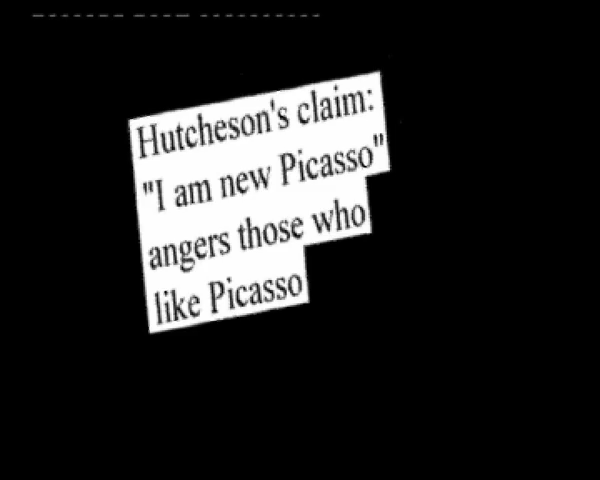 Hutcheson's claim:
"I am new Picasso"
angers those who
like Picasso